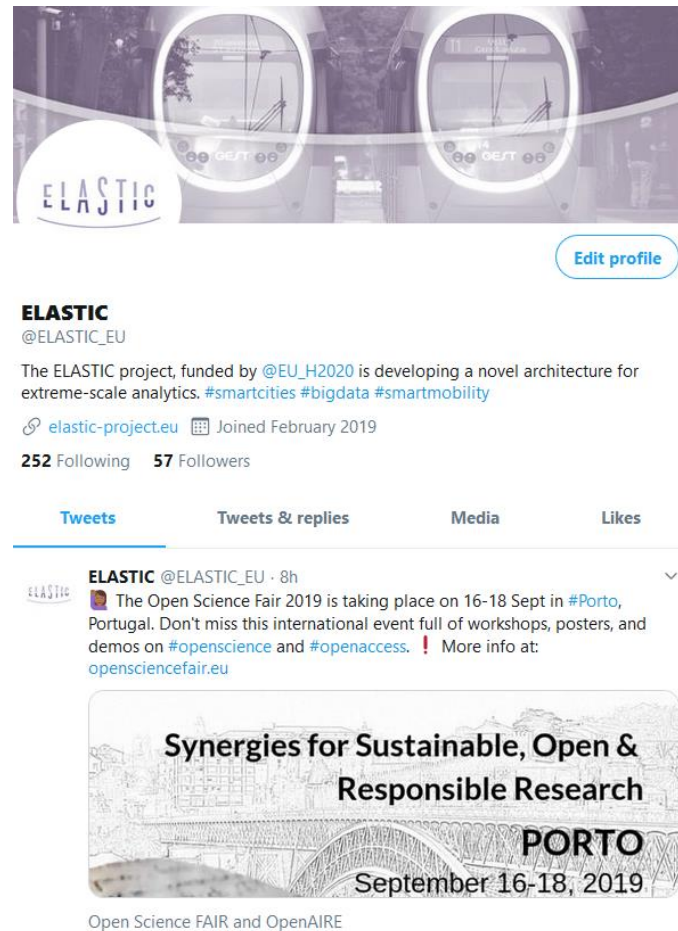 T1
GEST
GEST
ELASTIC
Edit profile
ELASTIC
@ELASTIC_EU
The ELASTIC project, funded by @EU_H2020 is developing a novel architecture for
extreme-scale analytics. #smartcities #bigdata #smartmobility
elastic-project.eu Joined February 2019
252 Following 57 Followers
Tweets Tweets & replies Media Likes
ELASTIC @ELASTIC_EU · 8h
ELASTIC
🙋🏾‍♀️ The Open Science Fair 2019 is taking place on 16-18 Sept in #Porto,
Portugal. Don't miss this international event full of workshops, posters, and
demos on #openscience and #openaccess. ❗ More info at:
opensciencefair.eu
Synergies for Sustainable, Open &
Responsible Research
PORTO
September 16-18, 2019
Open Science FAIR and OpenAIRE